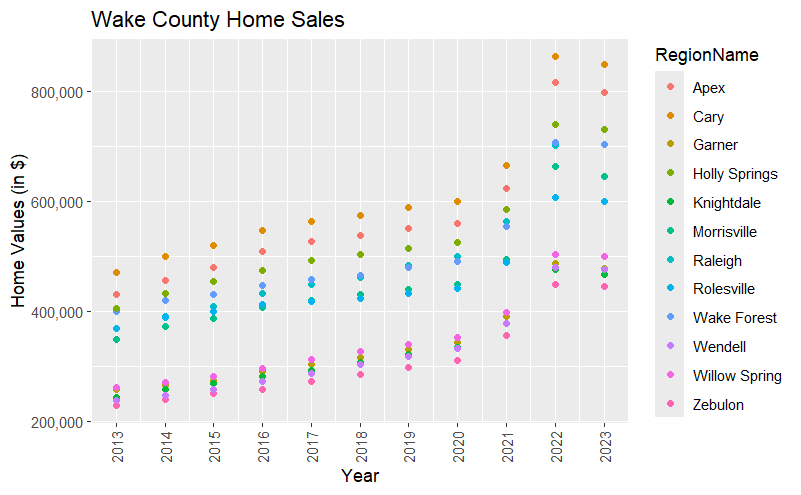 Wake County Home Sales
Home Values (in $)
800,000
600,000
400,000
200,000
2013 2014 2015 2016 2017 2018 2019 2020 2021 2022 2023
Year
RegionName
Apex
Cary
Garner
Holly Springs
Knightdale
Morrisville
Raleigh
Rolesville
Wake Forest
Wendell
Willow Spring
Zebulon